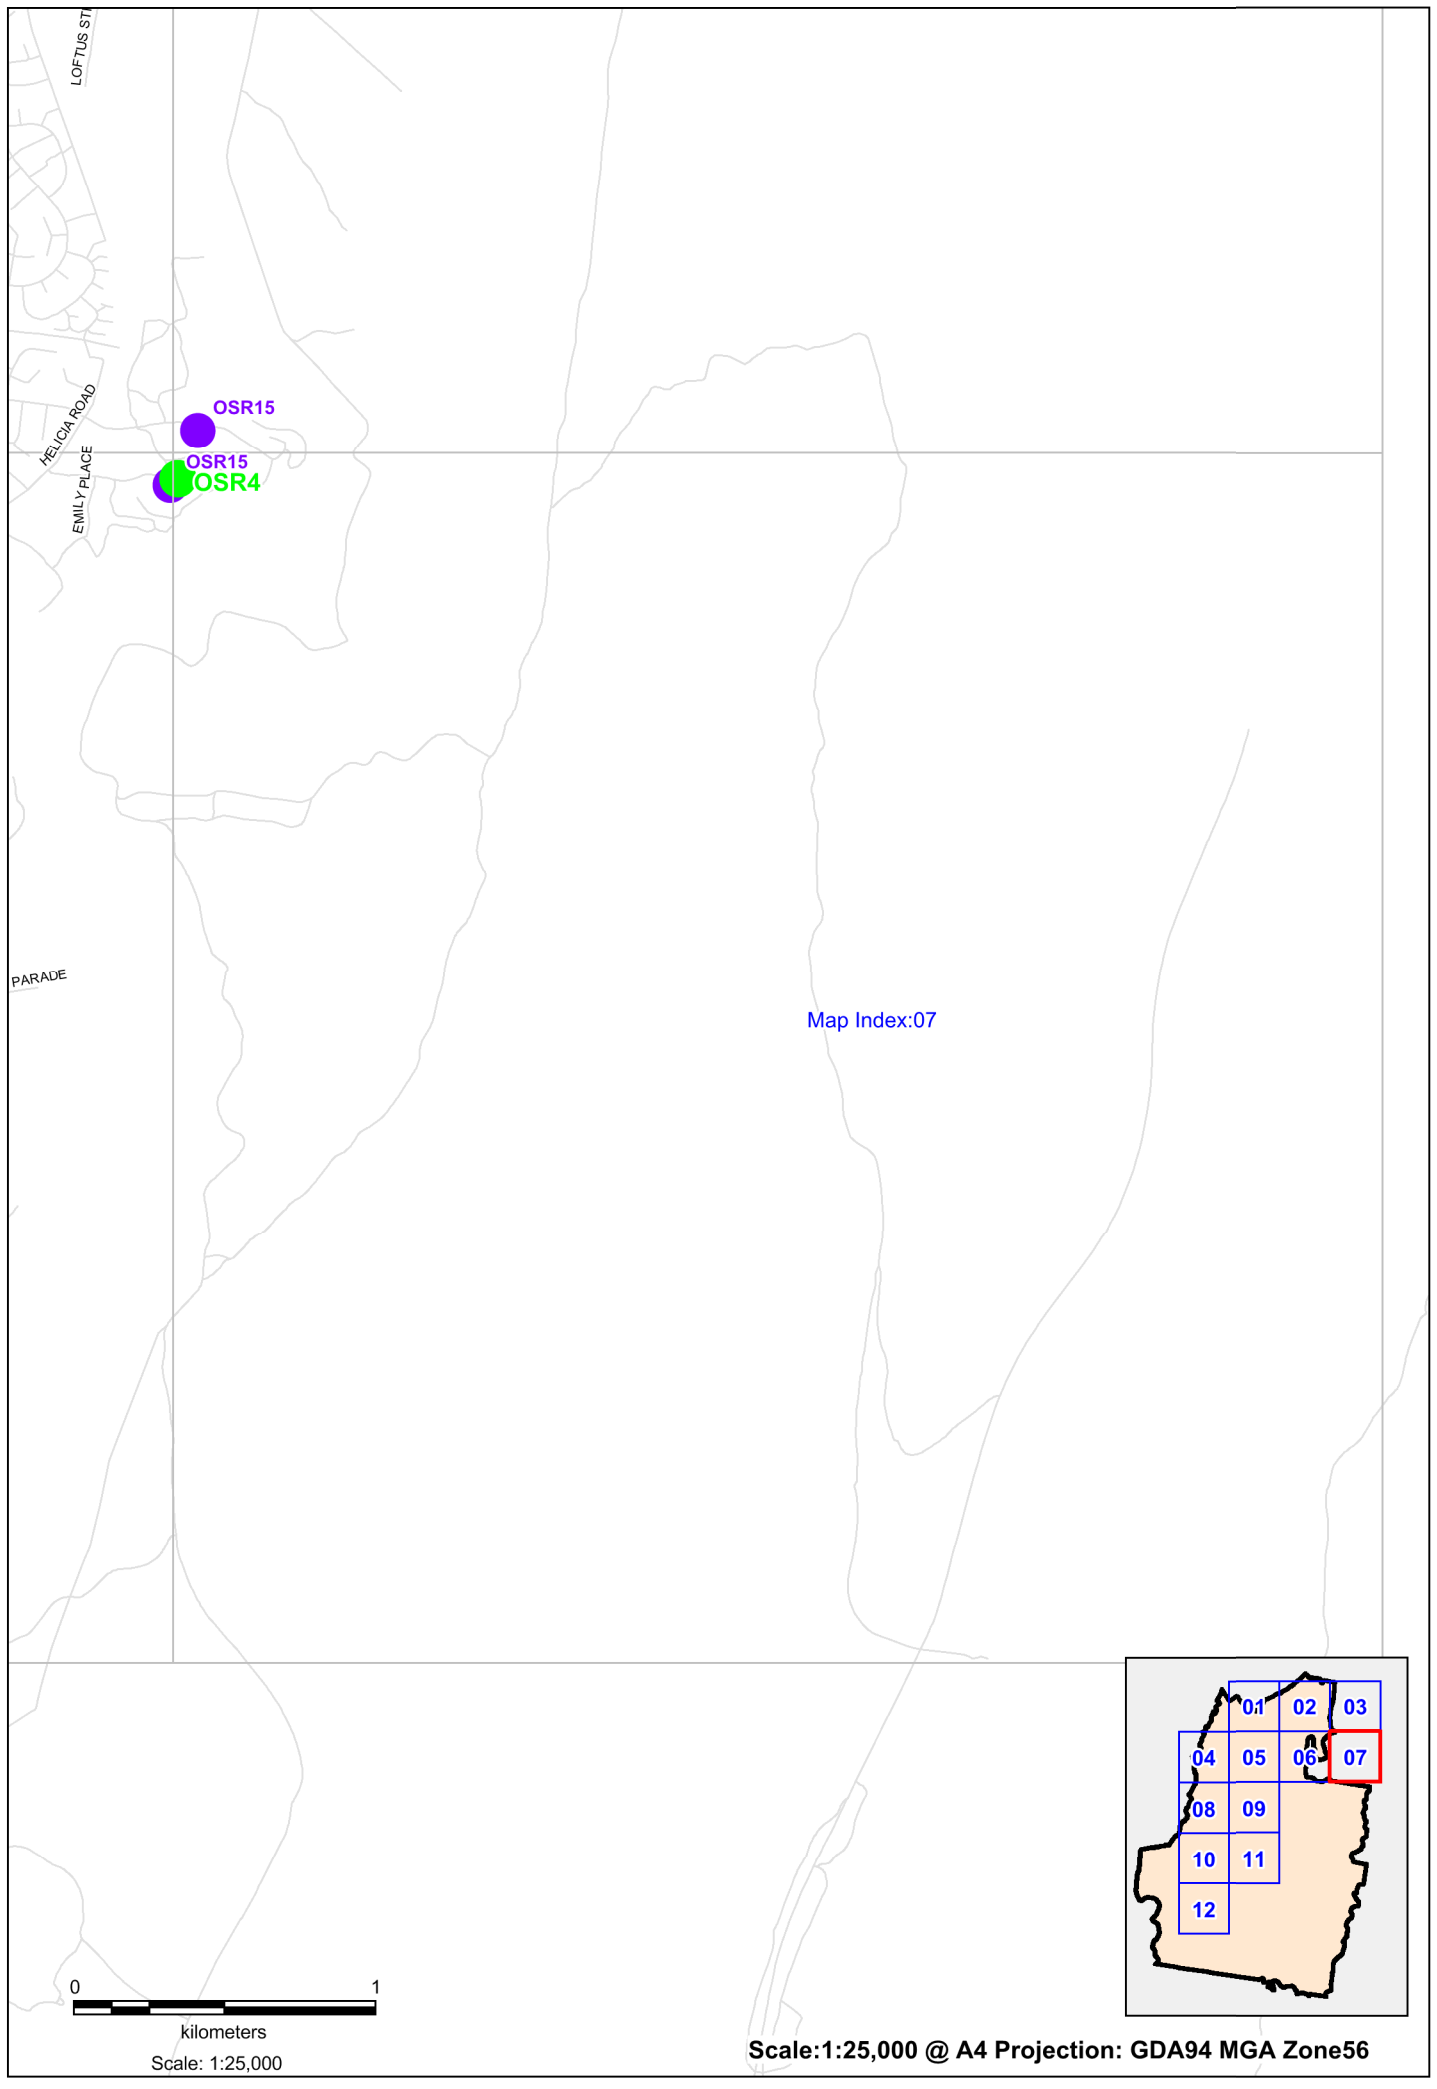 LOFTUS STR
OSR15
HELICIA ROAD
OSR15
OSR4
EMILY PLACE
PARADE
Map Index:07
01 02 03
04 05 06 07
08 09
10 11
12
0 1
kilometers
Scale: 1:25,000
Scale:1:25,000 @ A4 Projection: GDA94 MGA Zone56